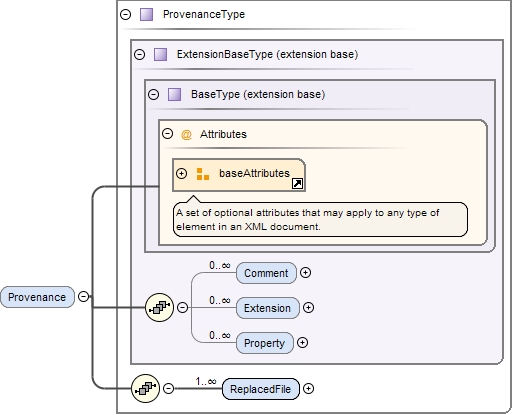 ProvenanceType
ExtensionBaseType (extension base)
BaseType (extension base)
@ Attributes
baseAttributes
A set of optional attributes that may apply to any type of
element in an XML document.
0..∞
Comment
Provenance
0..∞
Extension
0..∞
Property
1..∞
ReplacedFile